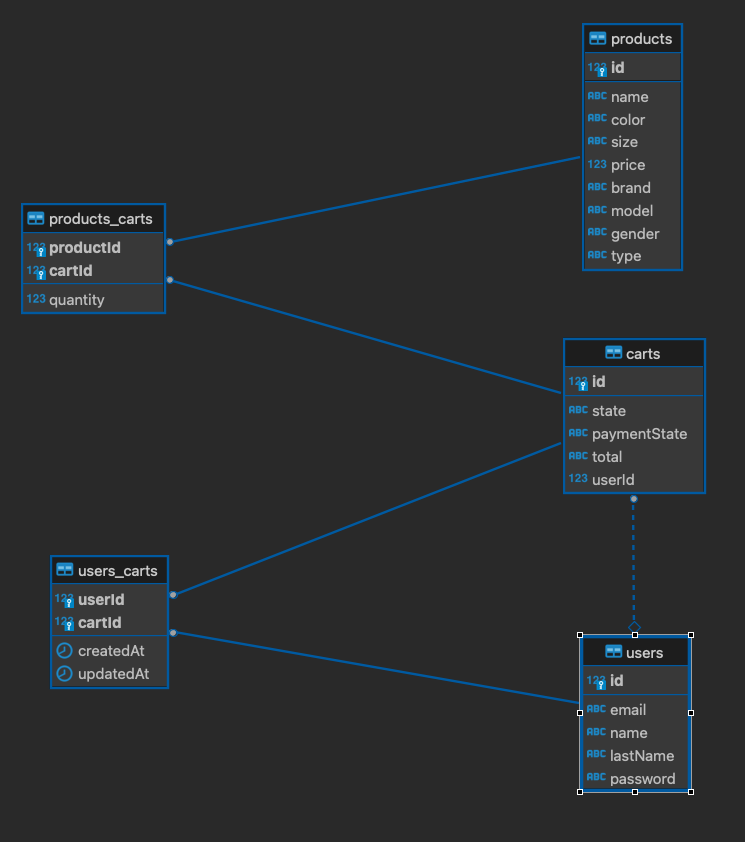 products
123 id
ABC name
ABC color
ABC size
123 price
ABC brand
ABC model
ABC gender
ABC type
products_carts
123 productId
123 cartId
123 quantity
carts
123 id
ABC state
ABC paymentState
ABC total
123 userId
users_carts
123 userId
123 cartId
createdAt
updatedAt
users
123 id
ABC email
ABC name
ABC lastName
ABC password